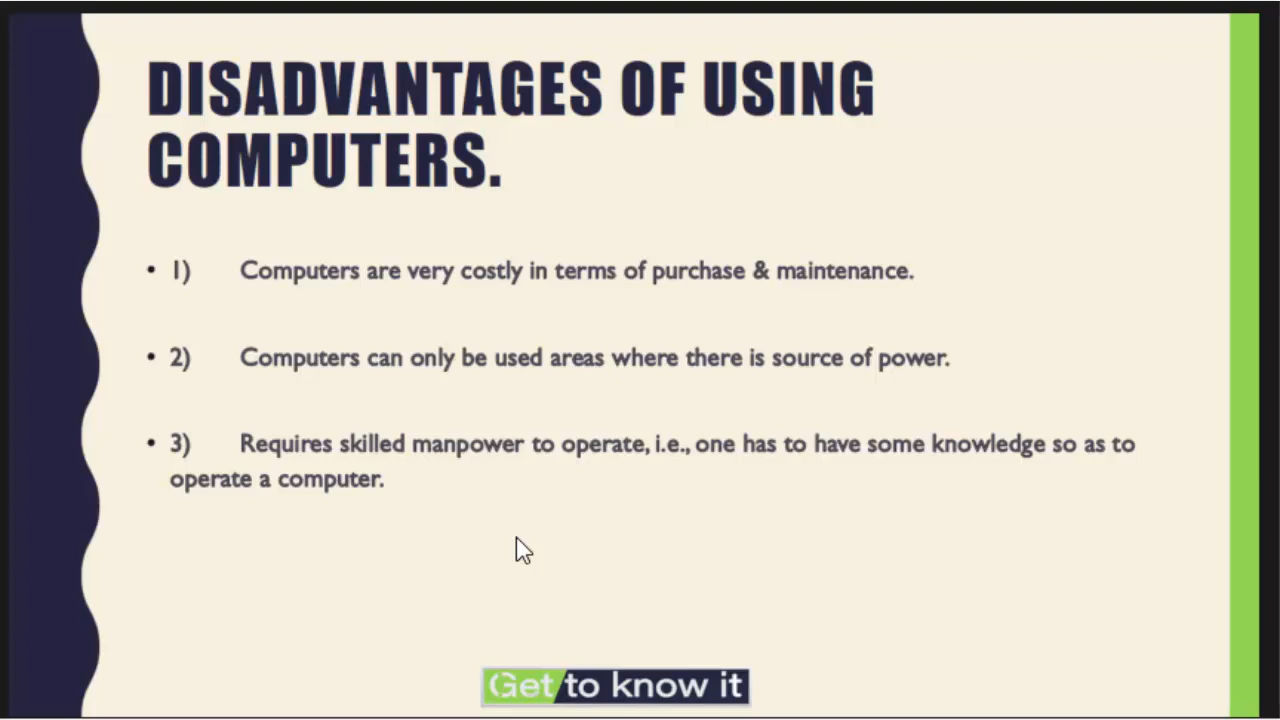 DISADVANTAGES OF USING
COMPUTERS.
• 1) Computers are very costly in terms of purchase & maintenance.
• 2) Computers can only be used areas where there is source of power.
• 3) Requires skilled manpower to operate, i.e., one has to have some knowledge so as to
operate a computer.
Get to know it